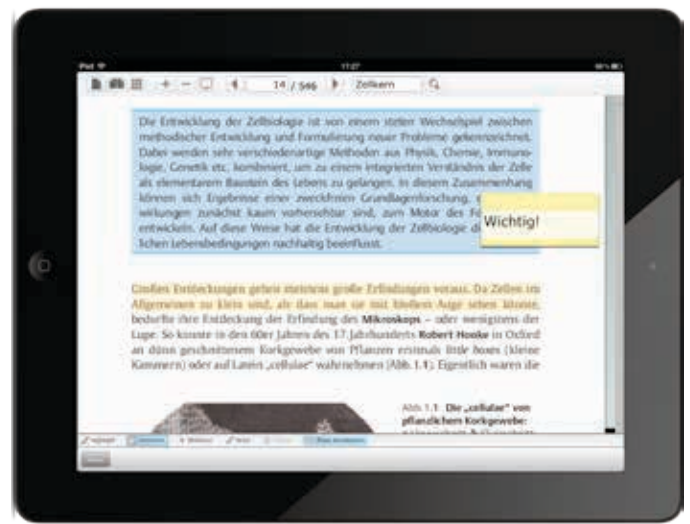 iPad
17:27
14 / 546 Zellkern
Die Entwicklung der Zellbiologie ist von einem steten Wechselspiel zwischen
methodischer Entwicklung und Formulierung neuer Probleme gekennzeichnet.
Dabei werden sehr verschiedenartige Methoden aus Physik, Chemie, Immuno-
logie, Genetik etc. kombiniert, um zu einem integrierten Verständnis der Zelle
als elementarem Baustein des Lebens zu gelangen. In diesem Zusammenhang
können sich Ergebnisse einer zweckfreien Grundlagenforschung,
wirkungen zunächst kaum vorhersehbar sind, zum Motor des
entwickeln. Auf diese Weise hat die Entwicklung der Zellbiologie
lichen Lebensbedingungen nachhaltig beeinflusst.
Wichtig!
Großen Entdeckungen gehen meistens große Erfindungen voraus. Da Zellen im
Allgemeinen zu klein sind, als dass man sie mit bloßem Auge sehen könnte,
bedurfte ihre Entdeckung der Erfindung des Mikroskops – oder wenigstens der
Lupe. So konnte in den 60er Jahren des 17. Jahrhunderts Robert Hooke in Oxford
an dünn geschnittenem Korkgewebe von Pflanzen erstmals little boxes (kleine
Kammern) oder auf Latein „cellulae“ wahrnehmen (Abb. 1.1). Eigentlich waren die
Abb. 1.1 Die „cellulae“ von
pflanzlichem Korkgewebe: